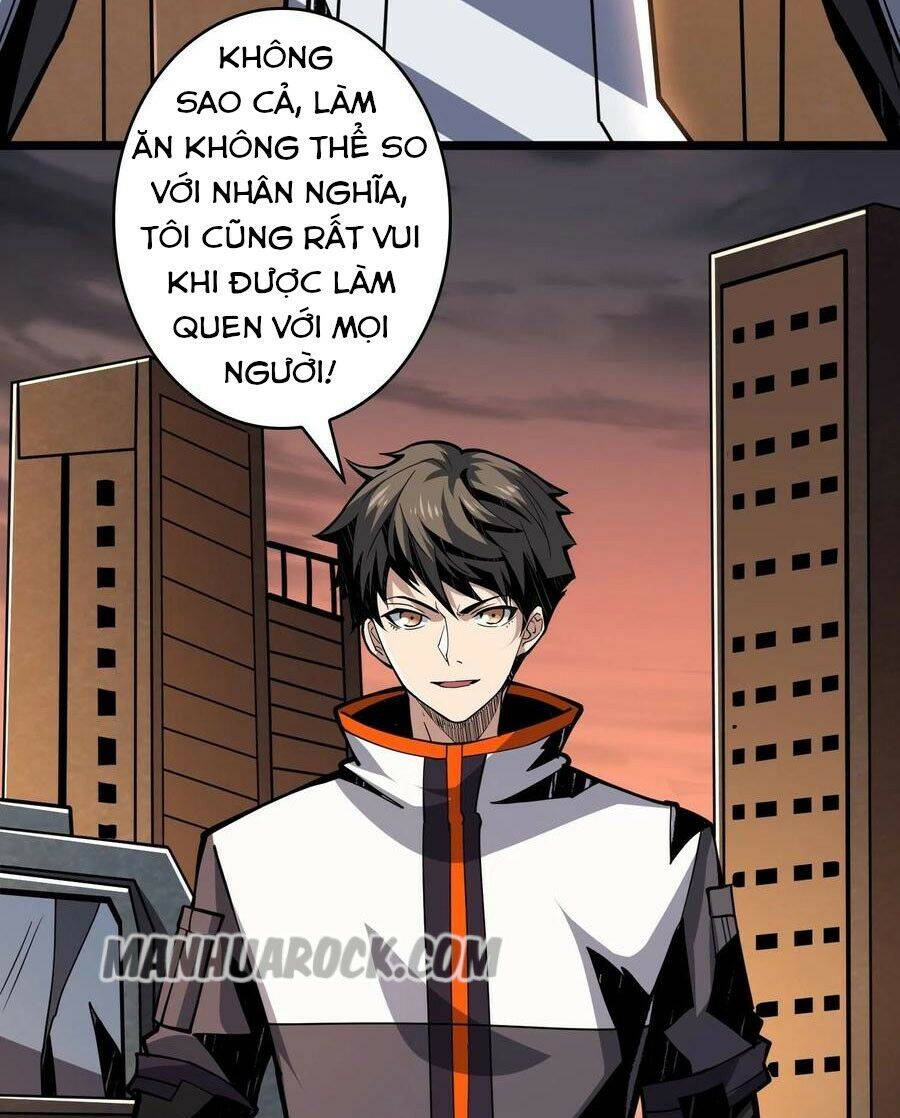 KHÔNG
SAO CẢ, LÀM
ĂN KHÔNG THỂ SO
VỚI NHÂN NGHĨA,
TÔI CŨNG RẤT VUI
KHI ĐƯỢC LÀM
QUEN VỚI MỌI
NGƯỜI!
MANHUAROCK.COM